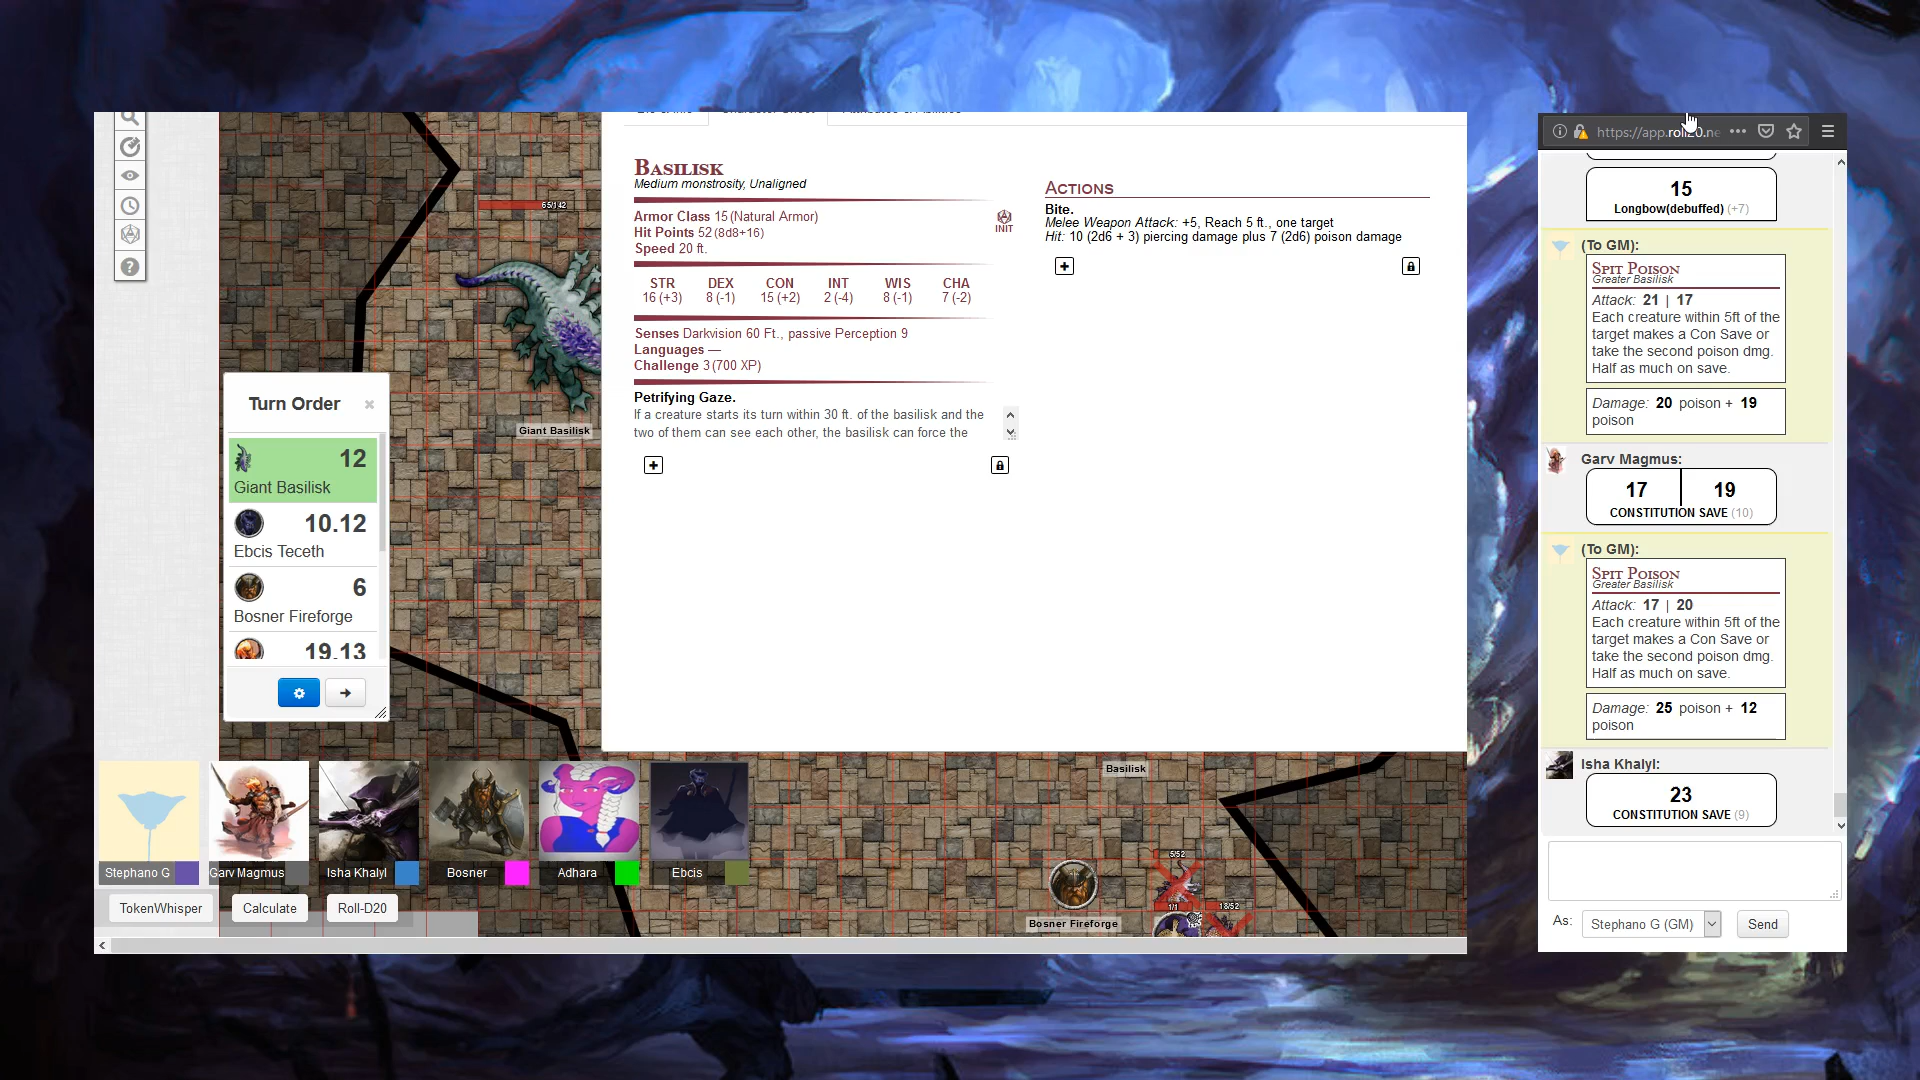 65/142
Giant Basilisk
Turn Order
×
12
Giant Basilisk
10.12
Ebcis Teceth
6
Bosner Fireforge
19.13
Basilisk
Medium monstrosity, Unaligned
Armor Class 15 (Natural Armor)
Hit Points 52 (8d8+16)
Speed 20 ft.
INIT
STR DEX CON INT WIS CHA
16 (+3) 8 (-1) 15 (+2) 2 (-4) 8 (-1) 7 (-2)
Senses Darkvision 60 Ft., passive Perception 9
Languages —
Challenge 3 (700 XP)
Petrifying Gaze.
If a creature starts its turn within 30 ft. of the basilisk and the
two of them can see each other, the basilisk can force the
Actions
Bite.
Melee Weapon Attack: +5, Reach 5 ft., one target
Hit: 10 (2d6 + 3) piercing damage plus 7 (2d6) poison damage
Basilisk
Bosner Fireforge
5/52
1/1
18/52
Stephano G
Garv Magmus
Isha Khalyl
Bosner
Adhara
Ebcis
TokenWhisper
Calculate
Roll-D20
https://app.roll20.ne
15
Longbow(debuffed) (+7)
(To GM):
Spit Poison
Greater Basilisk
Attack: 21 | 17
Each creature within 5ft of the
target makes a Con Save or
take the second poison dmg.
Half as much on save.
Damage: 20 poison + 19
poison
Garv Magmus:
17 19
CONSTITUTION SAVE (10)
(To GM):
Spit Poison
Greater Basilisk
Attack: 17 | 20
Each creature within 5ft of the
target makes a Con Save or
take the second poison dmg.
Half as much on save.
Damage: 25 poison + 12
poison
Isha Khalyl:
23
CONSTITUTION SAVE (9)
As: Stephano G (GM) Send